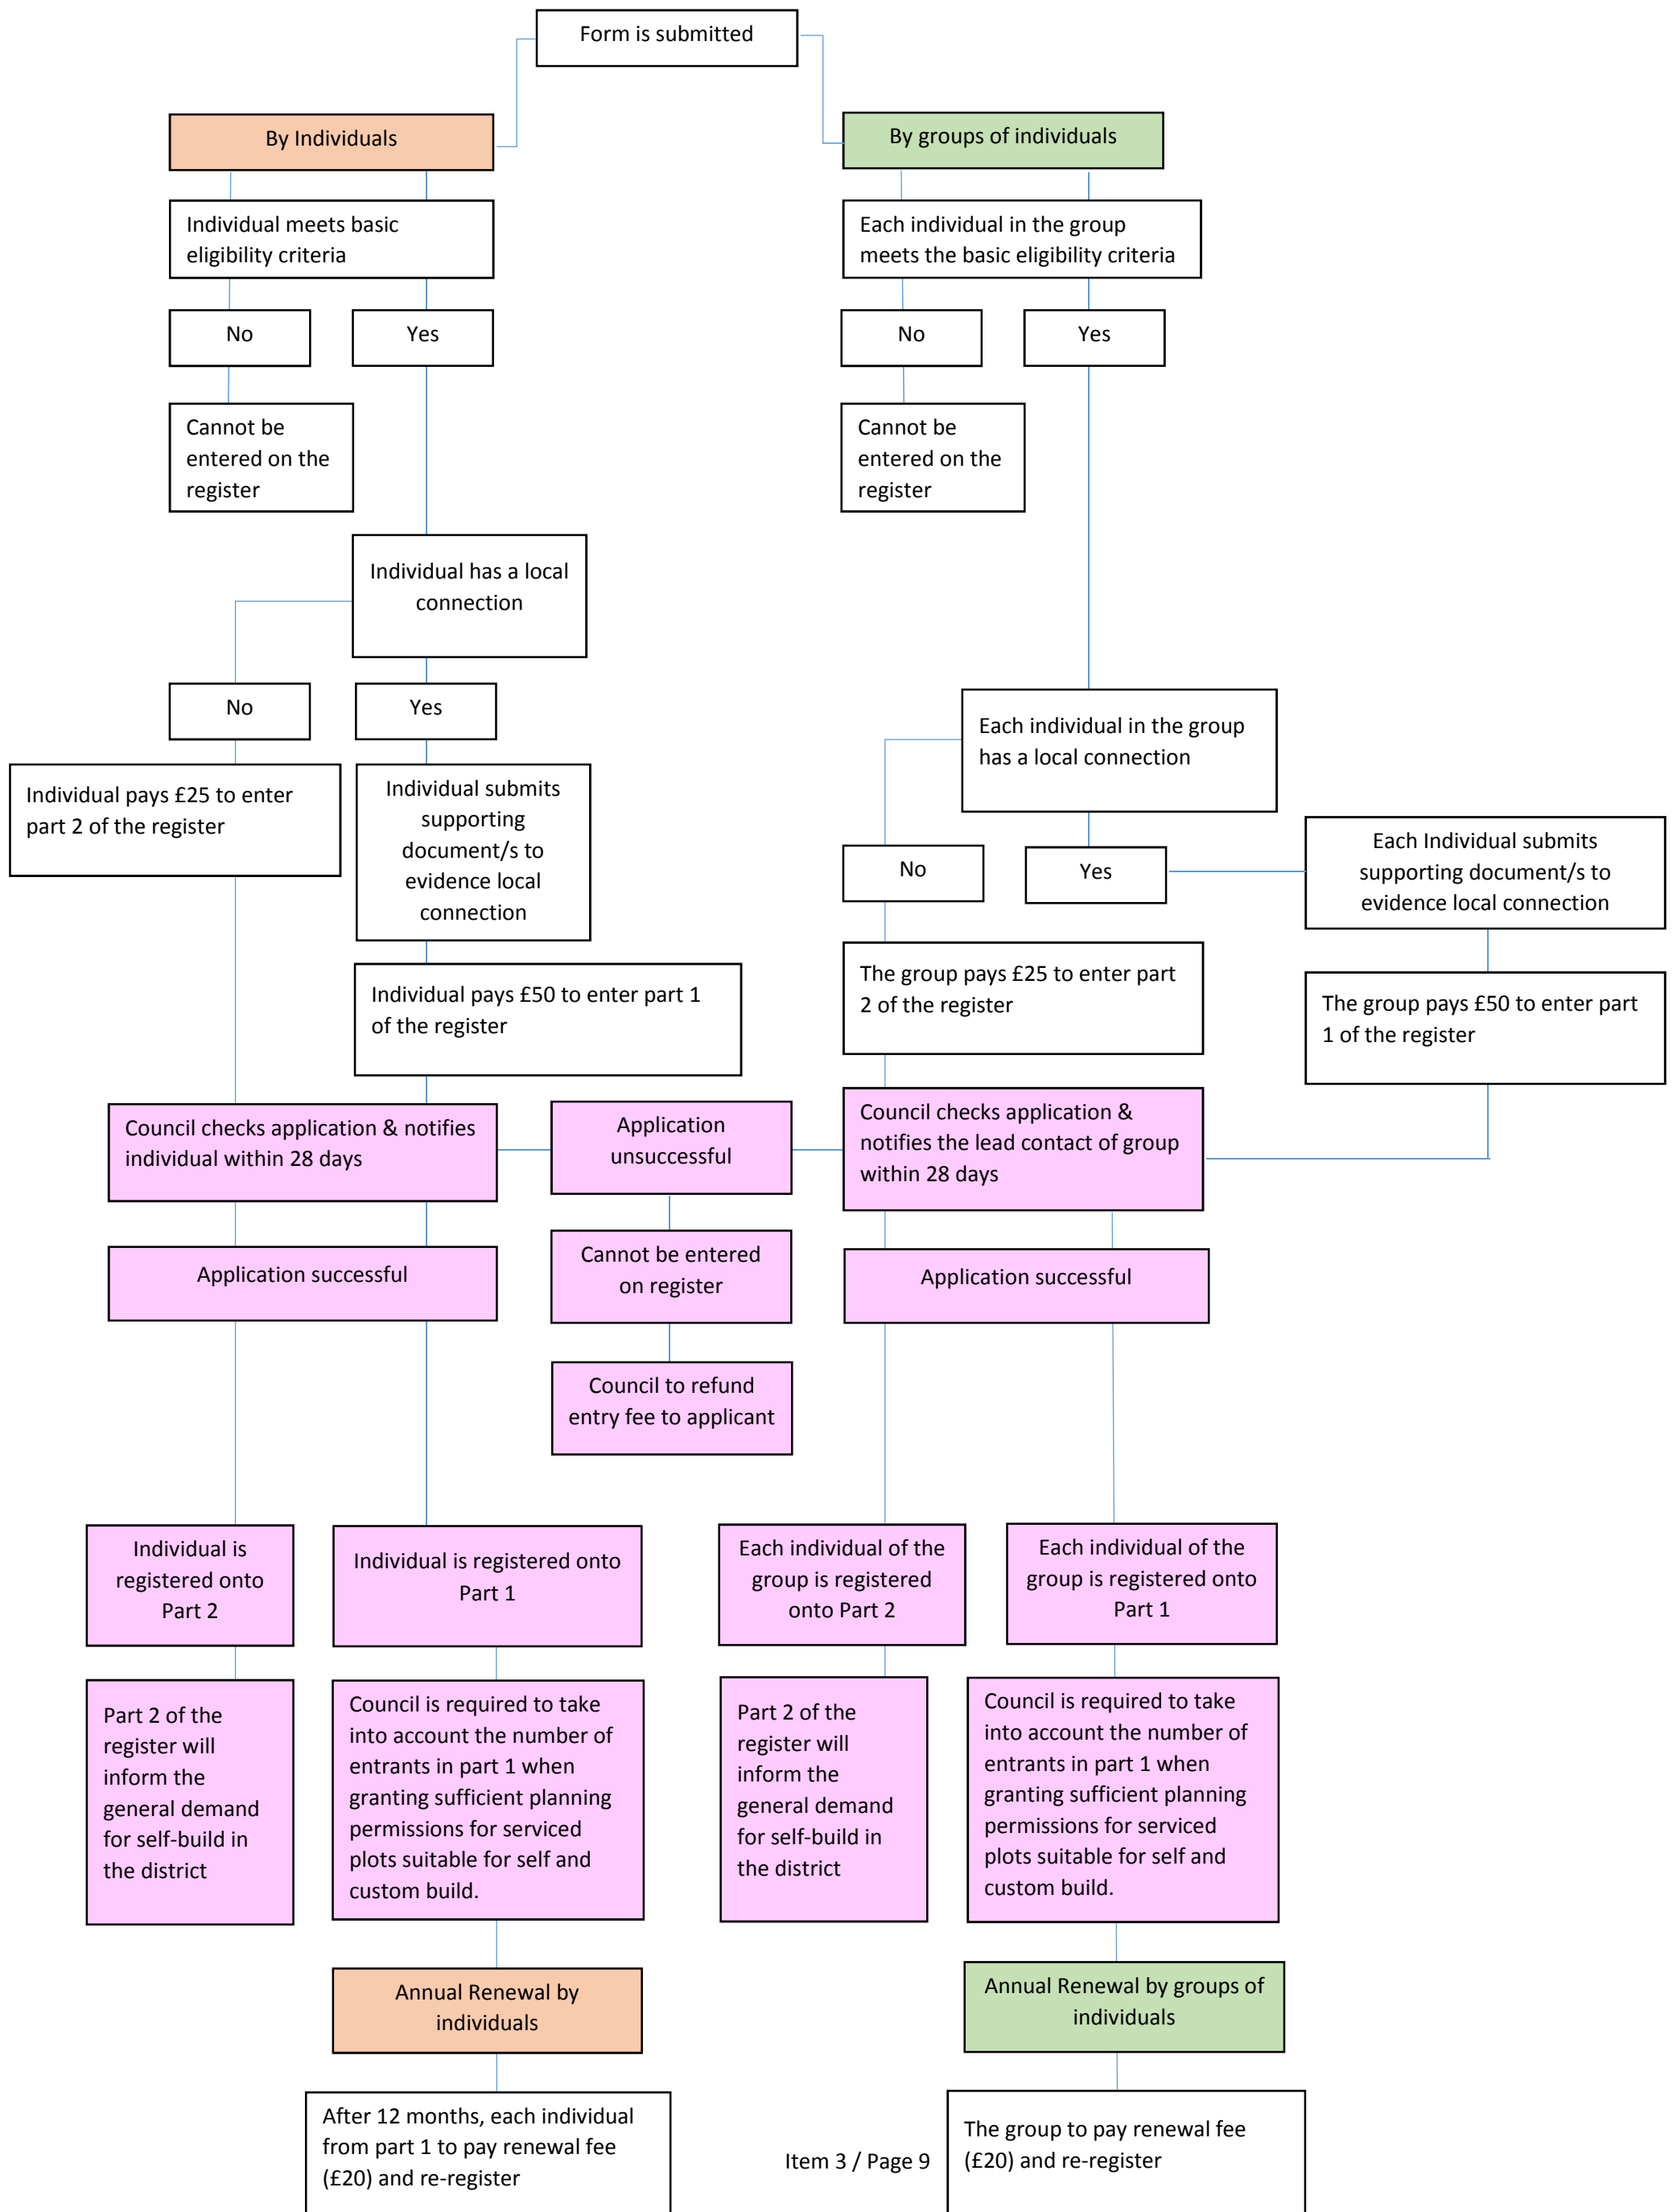 Form is submitted
By Individuals
By groups of individuals
Individual meets basic
eligibility criteria
Each individual in the group
meets the basic eligibility criteria
No
Yes
No
Yes
Cannot be
entered on the
register
Cannot be
entered on the
register
Individual has a local
connection
No
Yes
Each individual in the group
has a local connection
Individual pays £25 to enter
part 2 of the register
Individual submits
supporting
document/s to
evidence local
connection
No
Yes
Each Individual submits
supporting document/s to
evidence local connection
Individual pays £50 to enter part 1
of the register
The group pays £25 to enter part
2 of the register
The group pays £50 to enter part
1 of the register
Council checks application & notifies
individual within 28 days
Application
unsuccessful
Council checks application &
notifies the lead contact of group
within 28 days
Application successful
Cannot be entered
on register
Application successful
Council to refund
entry fee to applicant
Individual is
registered onto
Part 2
Individual is registered onto
Part 1
Each individual of the
group is registered
onto Part 2
Each individual of the
group is registered onto
Part 1
Part 2 of the
register will
inform the
general demand
for self-build in
the district
Council is required to take
into account the number of
entrants in part 1 when
granting sufficient planning
permissions for serviced
plots suitable for self and
custom build.
Part 2 of the
register will
inform the
general demand
for self-build in
the district
Council is required to take
into account the number of
entrants in part 1 when
granting sufficient planning
permissions for serviced
plots suitable for self and
custom build.
Annual Renewal by
individuals
Annual Renewal by groups of
individuals
After 12 months, each individual
from part 1 to pay renewal fee
(£20) and re-register
The group to pay renewal fee
(£20) and re-register
Item 3 / Page 9